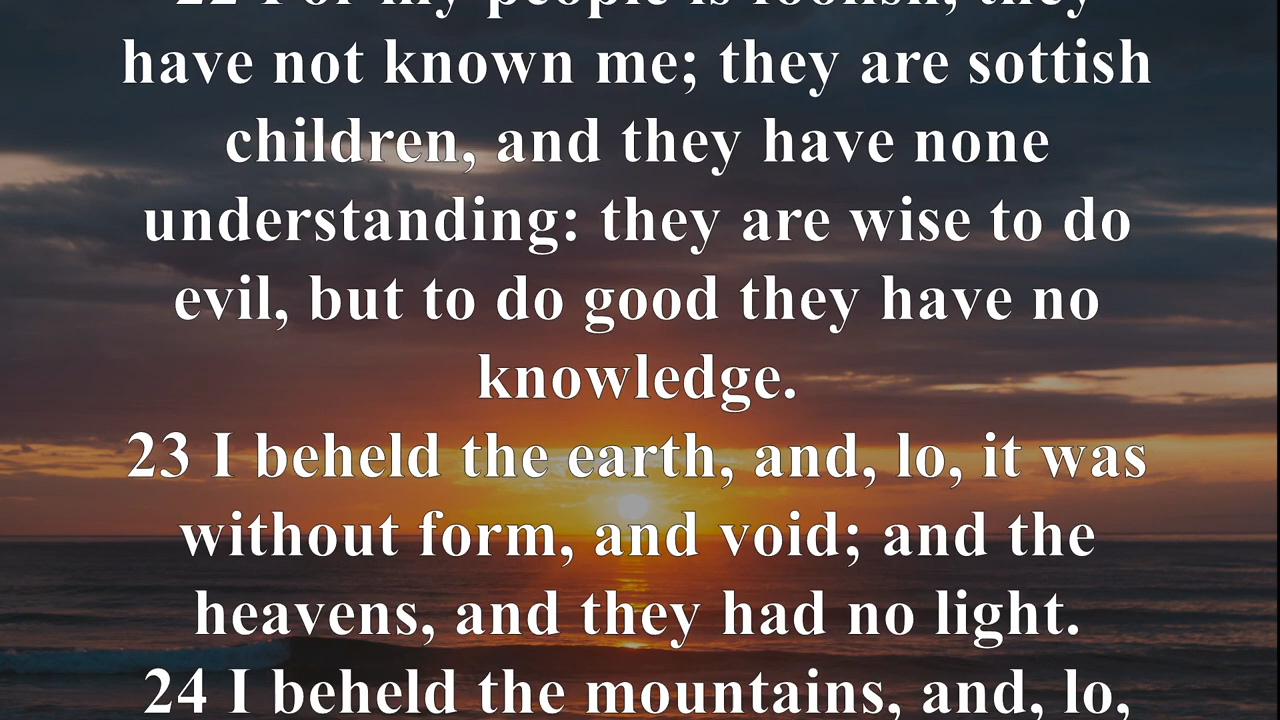 22 For my people is foolish, they
have not known me; they are sottish
children, and they have none
understanding: they are wise to do
evil, but to do good they have no
knowledge.
23 I beheld the earth, and, lo, it was
without form, and void; and the
heavens, and they had no light.
24 I beheld the mountains, and, lo,